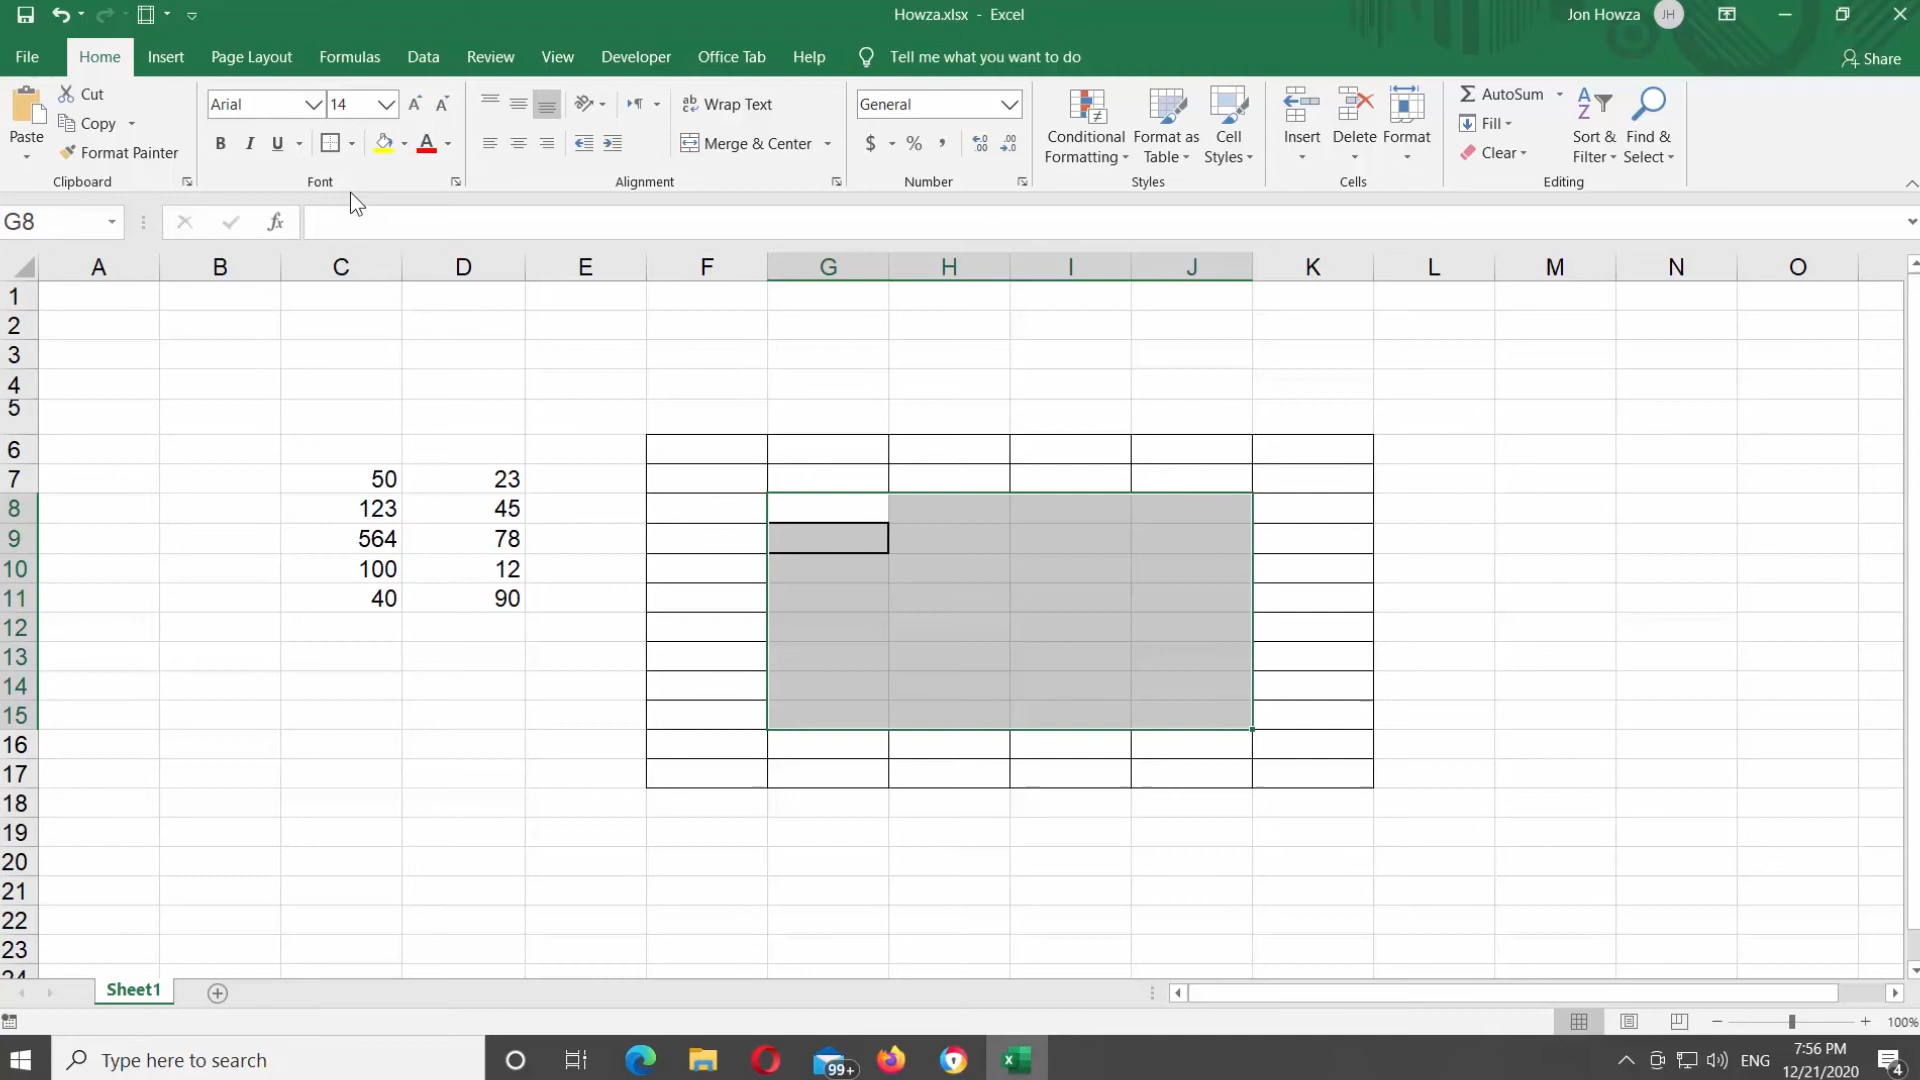 Howza.xlsx - Excel
Jon Howza
JH
File
Home
Insert
Page Layout
Formulas
Data
Review
View
Developer
Office Tab
Help
Tell me what you want to do
Share
Paste
Cut
Copy
Format Painter
Clipboard
Arial
14
A
A
B
I
U
A
Font
ab
c
Wrap Text
Merge & Center
Alignment
General
$
%
,
.00
.0
Number
Conditional
Formatting
Format as
Table
Cell
Styles
Styles
Insert
Delete
Format
Cells
AutoSum
Fill
Clear
A
Z
Sort &
Filter
Find &
Select
Editing
G8
fx
A B C D E F G H I J K L M N O
1
2
3
4
5
6
7 50 23
8 123 45
9 564 78
10 100 12
11 40 90
12
13
14
15
16
17
18
19
20
21
22
23
24
Sheet1
100%
Type here to search
99+
ENG
7:56 PM
12/21/2020
4